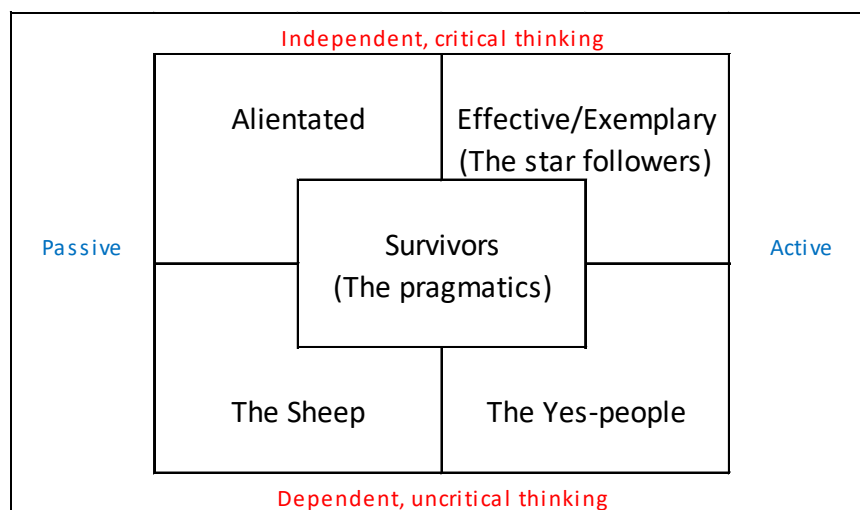 Independent, critical thinking
Alientated
Effective/Exemplary
(The star followers)
Passive
Survivors
(The pragmatics)
Active
The Sheep
The Yes-people
Dependent, uncritical thinking